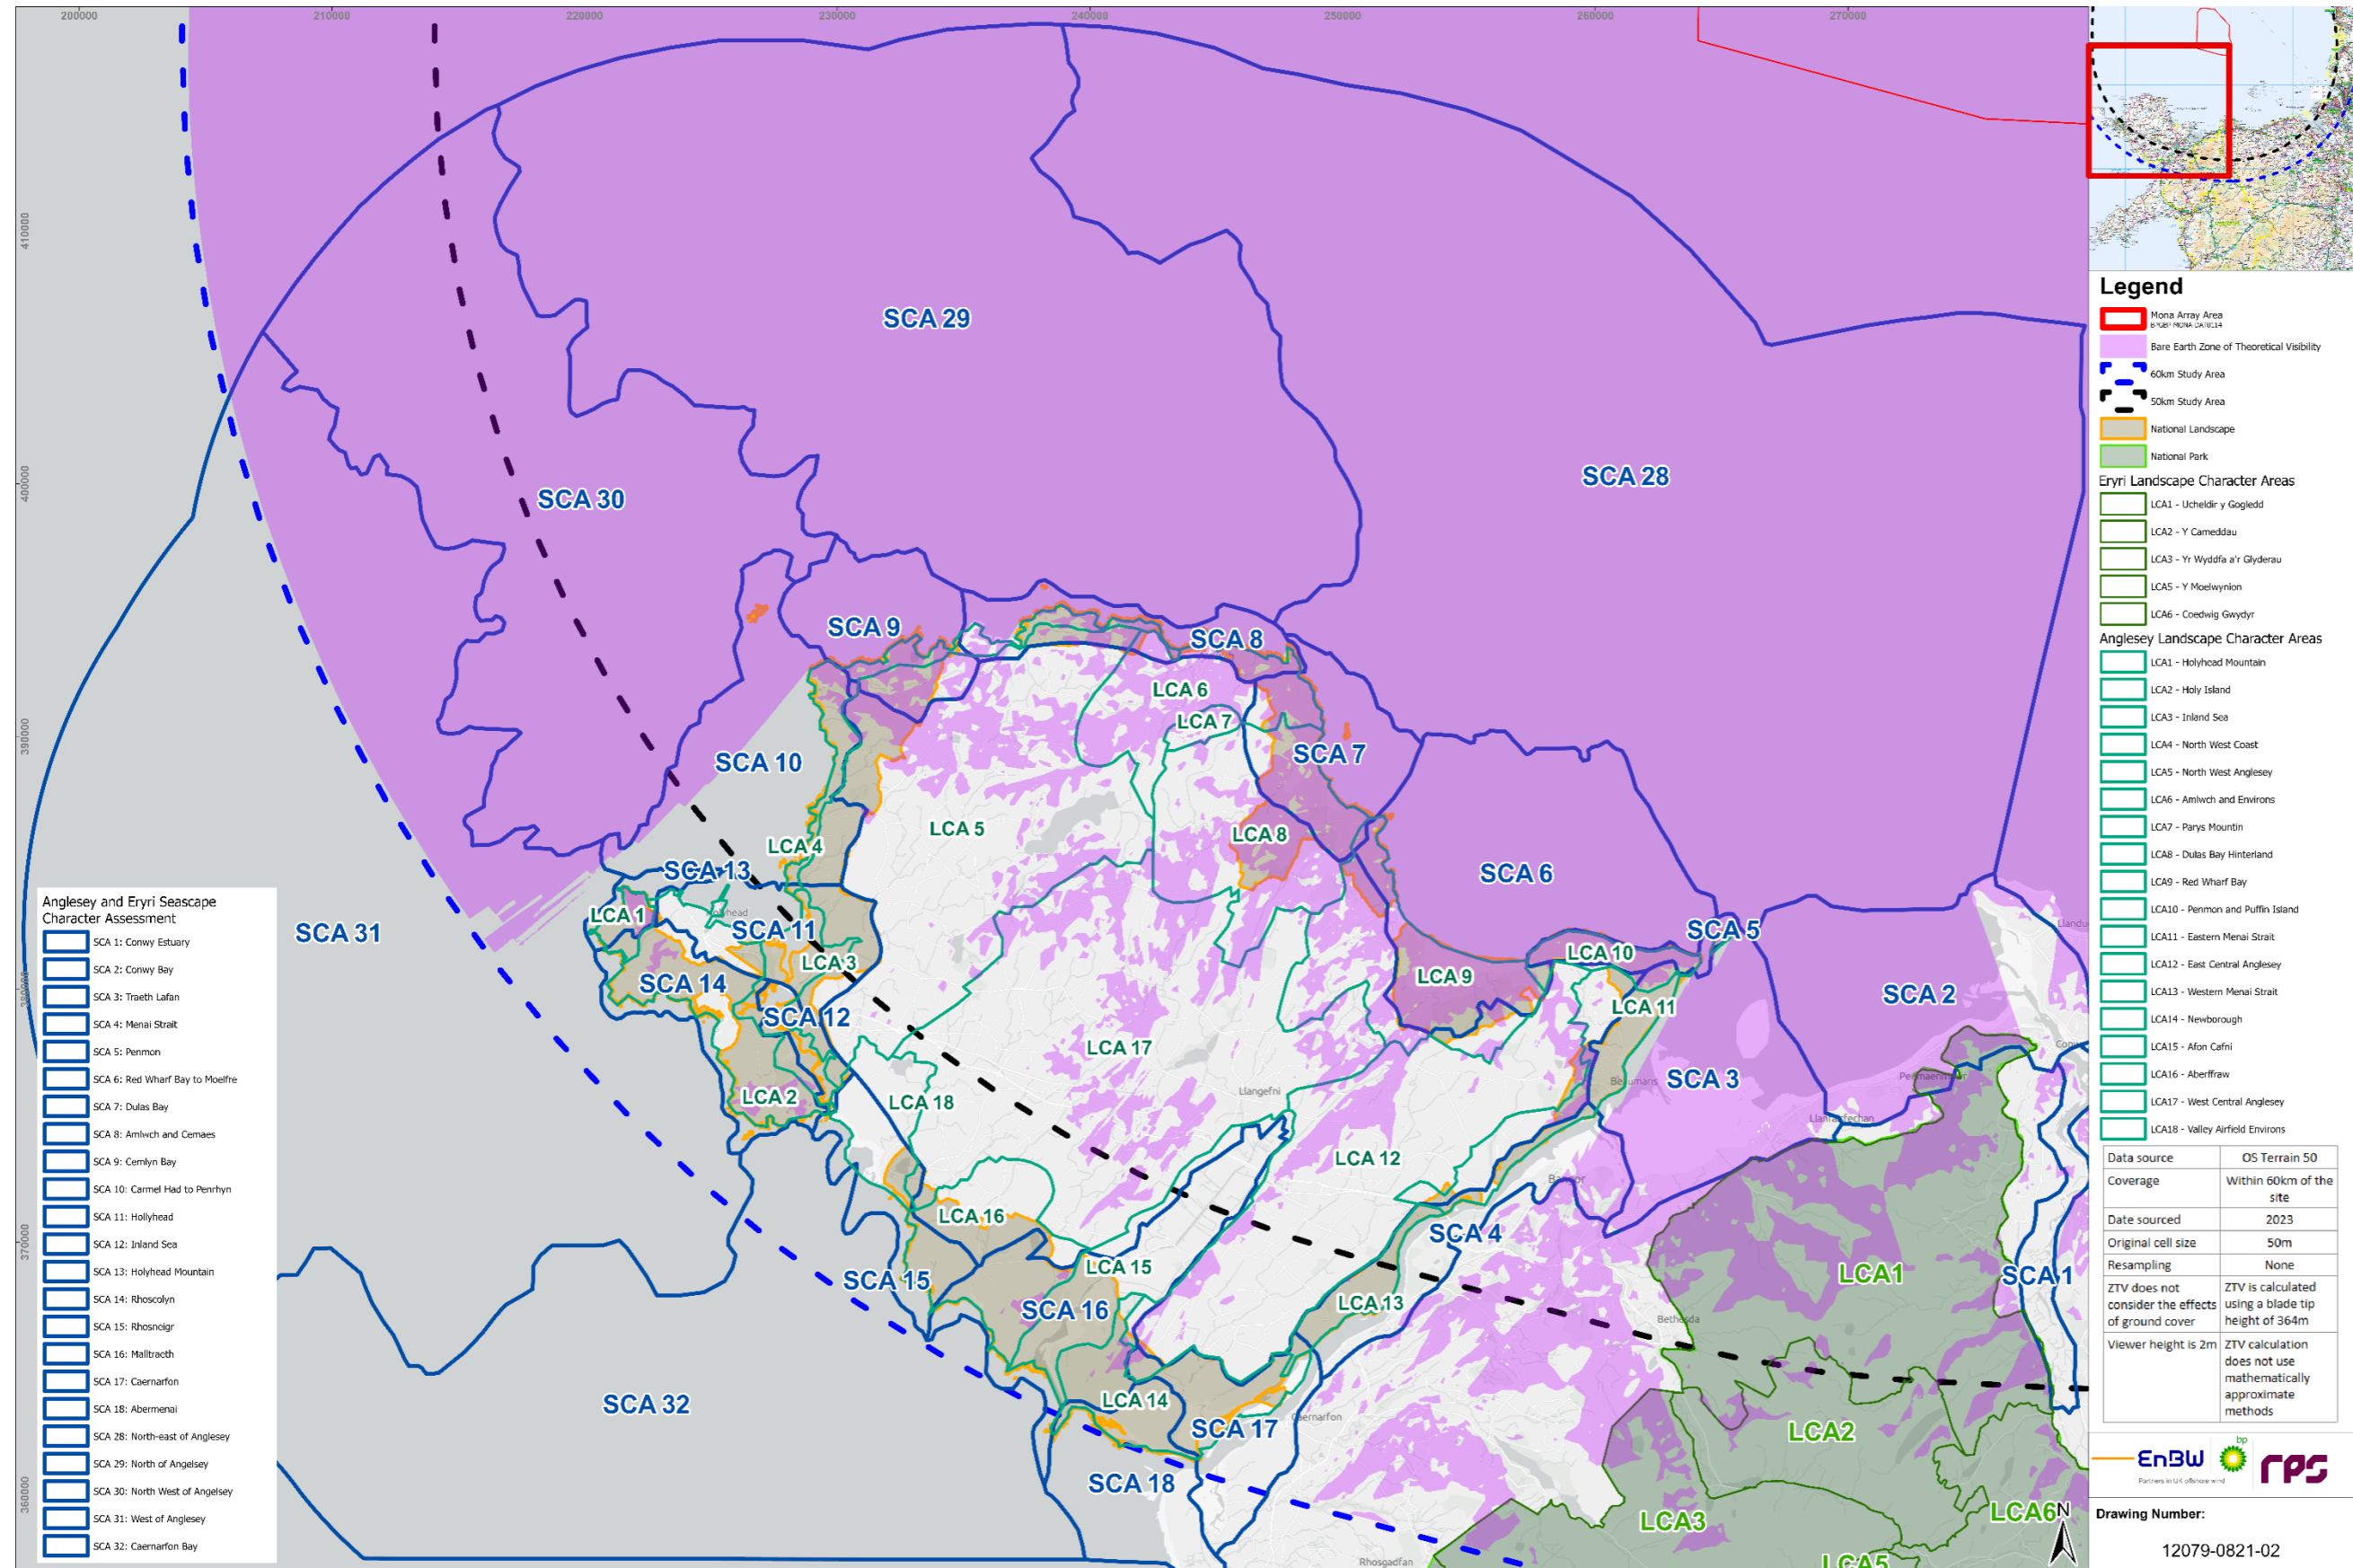 200000
210000
220000
230000
240000
250000
260000
270000
410000
400000
390000
380000
370000
360000
SCA 29
SCA 28
SCA 30
SCA 9
SCA 8
LCA 6
LCA 7
SCA 10
SCA 7
LCA 5
LCA 8
LCA 4
SCA 13
SCA 6
LCA 1
Holyhead
SCA 11
SCA 31
SCA 5
LCA 10
LCA 3
LCA 9
SCA 14
SCA 2
LCA 11
SCA 12
LCA 17
SCA 3
Beaumaris
Penmaenmawr
Llangefni
LCA 2
LCA 18
Llanfairfechan
LCA 12
Bangor
LCA 16
SCA 4
LCA 15
SCA 15
LCA1
SCA 1
LCA 13
SCA 16
Bethesda
LCA 14
SCA 32
Caernarfon
SCA 17
LCA2
SCA 18
LCA3
LCA6
Rhosgadfan
LCA5
Anglesey and Eryri Seascape
Character Assessment
SCA 1: Conwy Estuary
SCA 2: Conwy Bay
SCA 3: Traeth Lafan
SCA 4: Menai Strait
SCA 5: Penmon
SCA 6: Red Wharf Bay to Moelfre
SCA 7: Dulas Bay
SCA 8: Amlwch and Cemaes
SCA 9: Cemlyn Bay
SCA 10: Carmel Had to Penrhyn
SCA 11: Hollyhead
SCA 12: Inland Sea
SCA 13: Holyhead Mountain
SCA 14: Rhoscolyn
SCA 15: Rhosneigr
SCA 16: Malltraeth
SCA 17: Caernarfon
SCA 18: Abermenai
SCA 28: North-east of Anglesey
SCA 29: North of Angelsey
SCA 30: North West of Angelsey
SCA 31: West of Anglesey
SCA 32: Caernarfon Bay
Legend
Mona Array Area
Bare Earth Zone of Theoretical Visibility
60km Study Area
50km Study Area
National Landscape
National Park
Eryri Landscape Character Areas
LCA1 - Ucheldir y Gogledd
LCA2 - Y Carneddau
LCA3 - Yr Wyddfa a'r Glyderau
LCA5 - Y Moelwynion
LCA6 - Coedwig Gwydyr
Anglesey Landscape Character Areas
LCA1 - Holyhead Mountain
LCA2 - Holy Island
LCA3 - Inland Sea
LCA4 - North West Coast
LCA5 - North West Anglesey
LCA6 - Amlwch and Environs
LCA7 - Parys Mountin
LCA8 - Dulas Bay Hinterland
LCA9 - Red Wharf Bay
LCA10 - Penmon and Puffin Island
LCA11 - Eastern Menai Strait
LCA12 - East Central Anglesey
LCA13 - Western Menai Strait
LCA14 - Newborough
LCA15 - Afon Cafni
LCA16 - Aberffraw
LCA17 - West Central Anglesey
LCA18 - Valley Airfield Environs
Data source OS Terrain 50
Coverage Within 60km of the
site
Date sourced 2023
Original cell size 50m
Resampling None
ZTV does not
consider the effects
of ground cover
ZTV is calculated
using a blade tip
height of 364m
Viewer height is 2m
ZTV calculation
does not use
mathematically
approximate
methods
EnBW
Partners in UK offshore wind
bp
rps
N
Drawing Number:
12079-0821-02